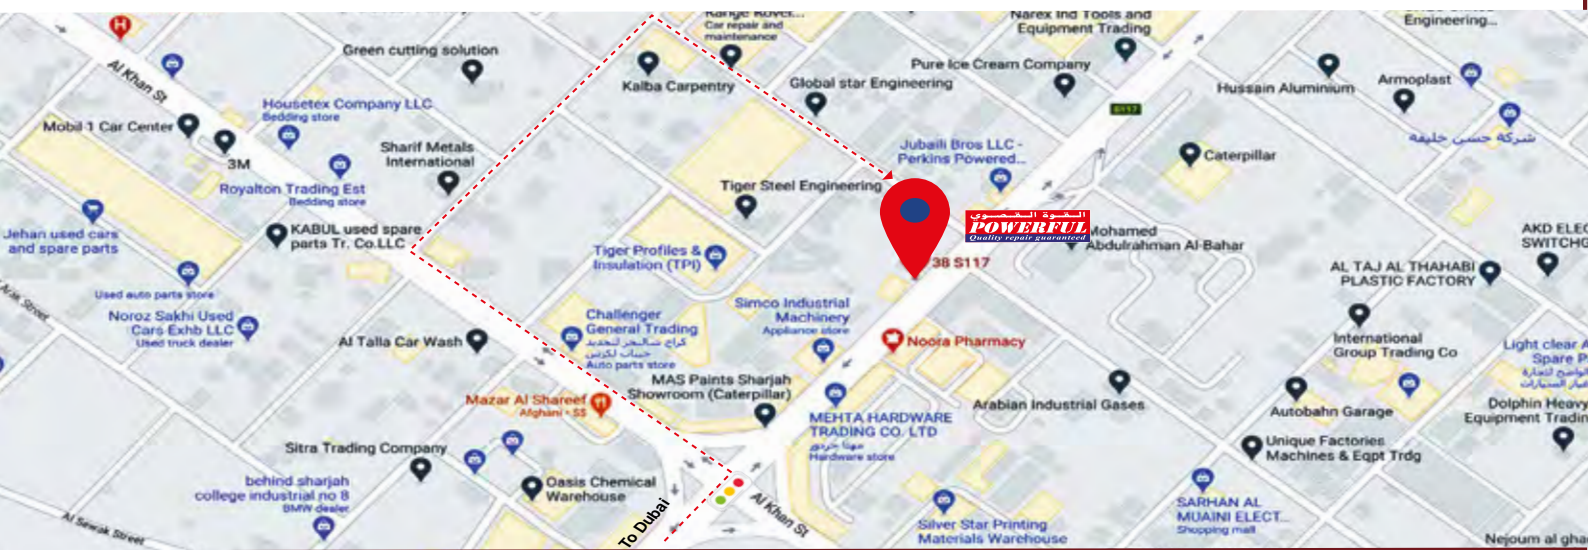 Range Rover...
Car repair and
maintenance
Narex Ind Tools and
Equipment Trading
Engineering...
Green cutting solution
Al Khan St
Kalba Carpentry
Global star Engineering
Pure Ice Cream Company
Hussain Aluminium
Armoplast
Housetex Company LLC
Bedding store
Mobil 1 Car Center
3M
S117
شركة حسن خليفه
Sharif Metals
International
Jubaili Bros LLC -
Perkins Powered...
Caterpillar
Royalton Trading Est
Bedding store
Tiger Steel Engineering
القوة القصوي
POWERFUL
Quality repair guaranteed
Jehan used cars
and spare parts
KABUL used spare
parts Tr. Co.LLC
Mohamed
Abdulrahman Al-Bahar
AKD ELEC
SWITCHG
Tiger Profiles &
Insulation (TPI)
38 S117
AL TAJ AL THAHABI
PLASTIC FACTORY
Used auto parts store
Noroz Sakhi Used
Cars Exhb LLC
Used truck dealer
Simco Industrial
Machinery
Appliance store
Challenger
General Trading
Auto parts store
Al Talla Car Wash
Noora Pharmacy
International
Group Trading Co
Light clear A
Spare P
MAS Paints Sharjah
Showroom (Caterpillar)
Mazar Al Shareef
Afghani • $$
Arabian Industrial Gases
Autobahn Garage
Dolphin Heavy
Equipment Tradin
MEHTA HARDWARE
TRADING CO. LTD
Hardware store
Sitra Trading Company
Unique Factories
Machines & Eqpt Trdg
behind sharjah
college industrial no 8
BMW dealer
Oasis Chemical
Warehouse
To Dubai
Al Khan St
SARHAN AL
MUAINI ELECT...
Shopping mall
Silver Star Printing
Materials Warehouse
Al Sewak Street
Nejoum al gha